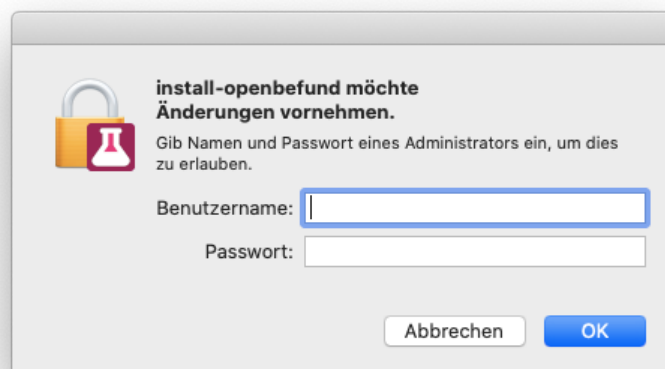 install-openbefund möchte
Änderungen vornehmen.
Gib Namen und Passwort eines Administrators ein, um dies
zu erlauben.
Benutzername:
Passwort:
Abbrechen OK